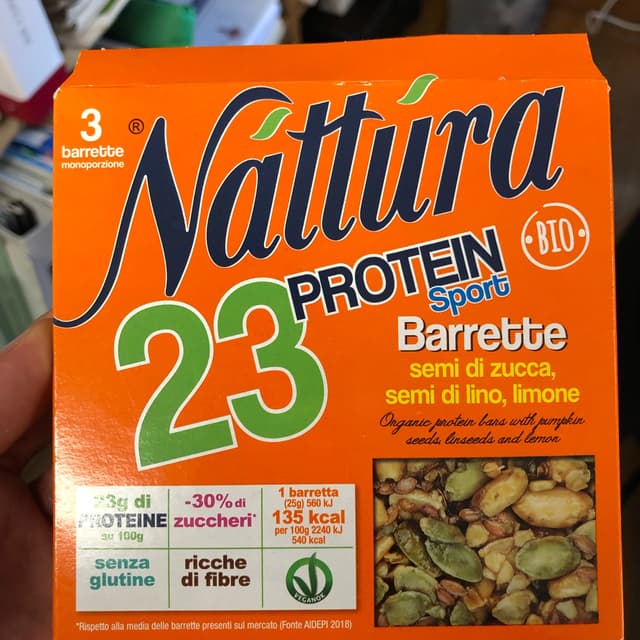 3
barrette
monoporzione
®
Náttúra
BIO
23 PROTEIN
Sport
Barrette
semi di zucca,
semi di lino, limone
Organic protein bars with pumpkin
seeds, linseeds and lemon
23g di
PROTEINE
su 100g
-30% di
zuccheri*
1 barretta
(25g) 560 kJ
135 kcal
per 100g 2240 kJ
540 kcal
senza
glutine
ricche
di fibre
VEGANOK
*Rispetto alla media delle barrette presenti sul mercato (Fonte AIDEPI 2018)